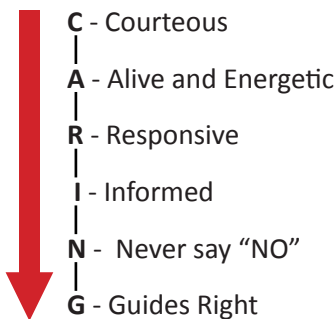 C - Courteous
A - Alive and Energetic
R - Responsive
I - Informed
N - Never say “NO”
G - Guides Right